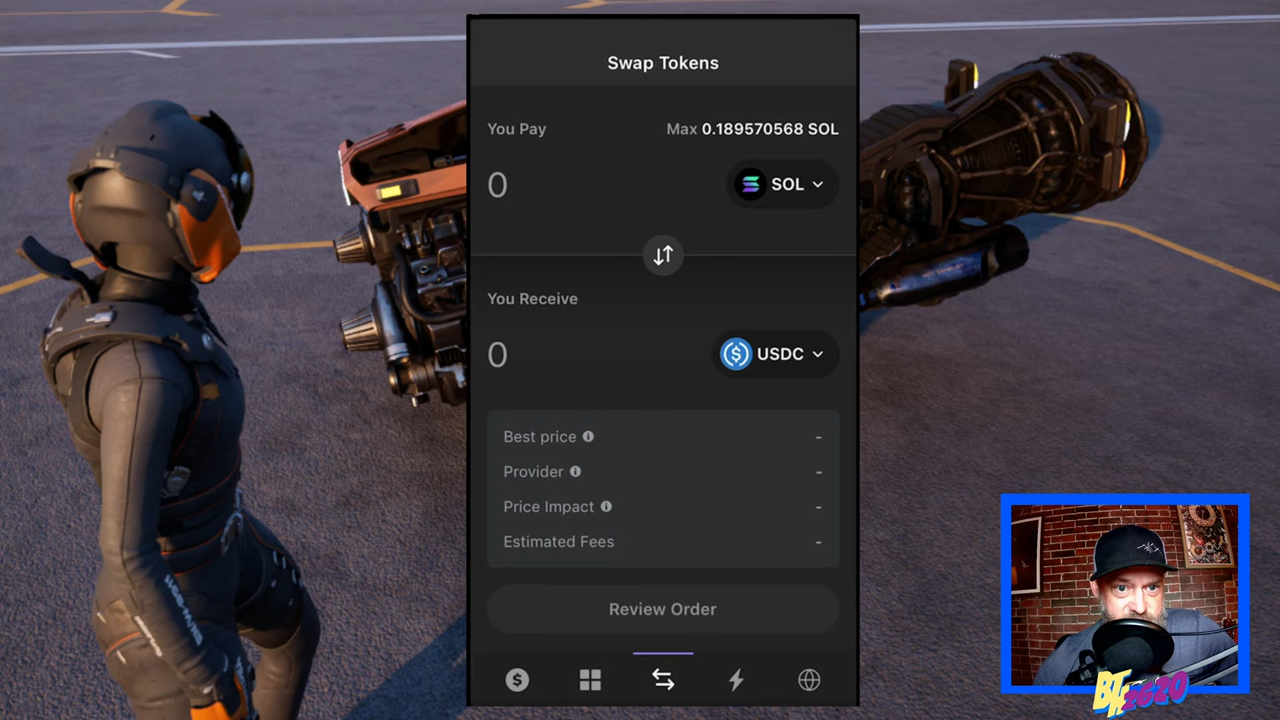 Swap Tokens
You Pay
Max 0.189570568 SOL
0
SOL
You Receive
0
USDC
Best price -
Provider -
Price Impact -
Estimated Fees -
Review Order
BTK2620